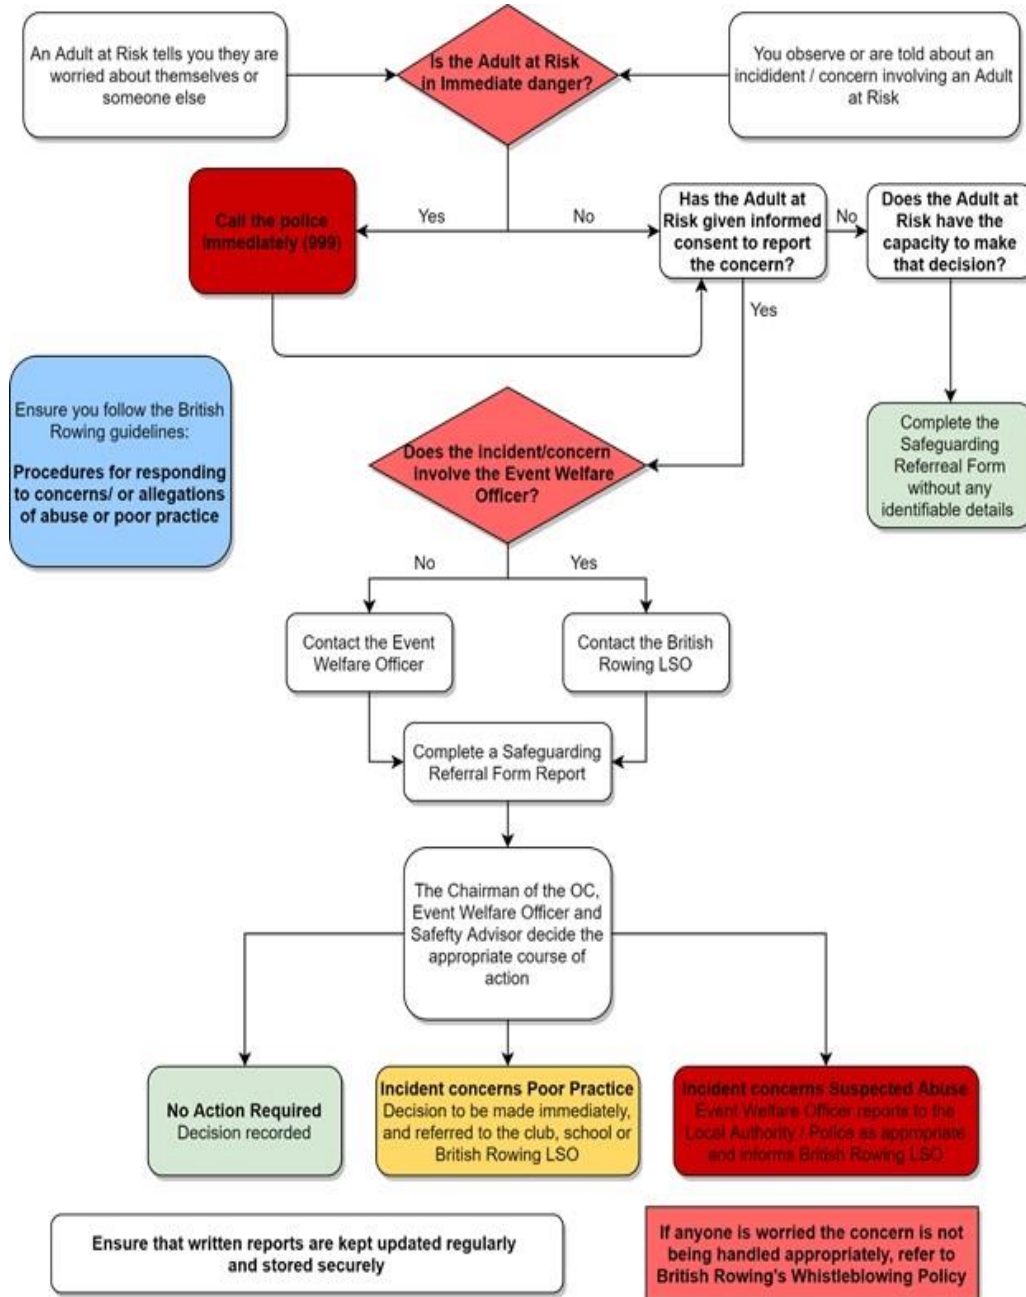 An Adult at Risk tells you they are
worried about themselves or
someone else
Is the Adult at Risk
in Immediate danger?
You observe or are told about an
incidident / concern involving an Adult
at Risk
Call the police
immediately (999)
Yes
No
Has the Adult at
Risk given informed
consent to report
the concern?
No
Does the Adult at
Risk have the
capacity to make
that decision?
Yes
Ensure you follow the British
Rowing guidelines:
Procedures for responding
to concerns/ or allegations
of abuse or poor practice
Does the incident/concern
involve the Event Welfare
Officer?
Complete the
Safeguarding
Referreal Form
without any
identifiable details
No
Yes
Contact the Event
Welfare Officer
Contact the British
Rowing LSO
Complete a Safeguarding
Referral Form Report
The Chairman of the OC,
Event Welfare Officer and
Safefty Advisor decide the
appropriate course of
action
No Action Required
Decision recorded
Incident concerns Poor Practice
Decision to be made immediately,
and referred to the club, school or
British Rowing LSO
Incident concerns Suspected Abuse
Event Welfare Officer reports to the
Local Authority / Police as appropriate
and informs British Rowing LSO
Ensure that written reports are kept updated regularly
and stored securely
If anyone is worried the concern is not
being handled appropriately, refer to
British Rowing's Whistleblowing Policy